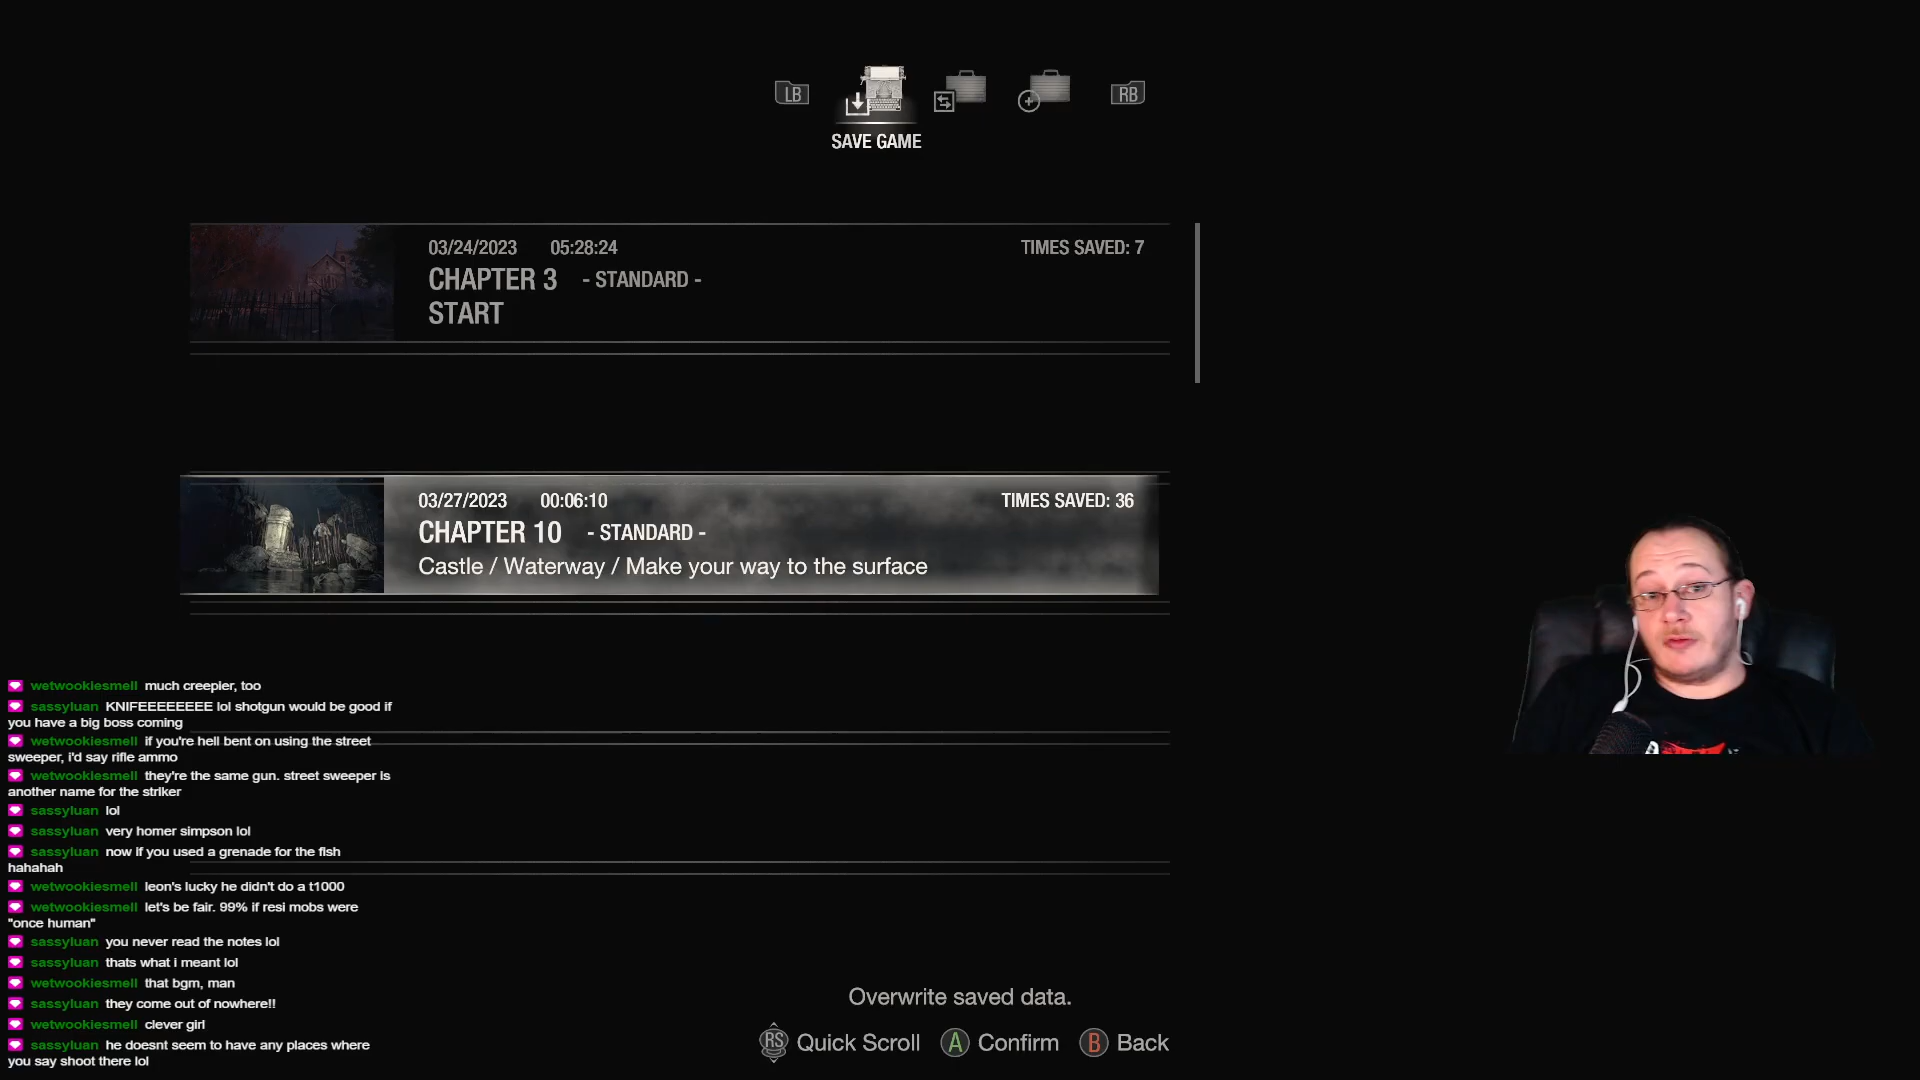 LB
RB
SAVE GAME
03/24/2023 05:28:24 TIMES SAVED: 7
CHAPTER 3 - STANDARD -
START
03/27/2023 00:06:10 TIMES SAVED: 36
CHAPTER 10 - STANDARD -
Castle / Waterway / Make your way to the surface
wetwookiesmell much creepier, too
sassyluan KNIFEEEEEEEE lol shotgun would be good if
you have a big boss coming
wetwookiesmell if you're hell bent on using the street
sweeper, i'd say rifle ammo
wetwookiesmell they're the same gun. street sweeper is
another name for the striker
sassyluan lol
sassyluan very homer simpson lol
sassyluan now if you used a grenade for the fish
hahahah
wetwookiesmell leon's lucky he didn't do a t1000
wetwookiesmell let's be fair. 99% if resi mobs were
"once human"
sassyluan you never read the notes lol
sassyluan thats what i meant lol
wetwookiesmell that bgm, man
sassyluan they come out of nowhere!!
wetwookiesmell clever girl
sassyluan he doesnt seem to have any places where
you say shoot there lol
Overwrite saved data.
RS Quick Scroll A Confirm B Back